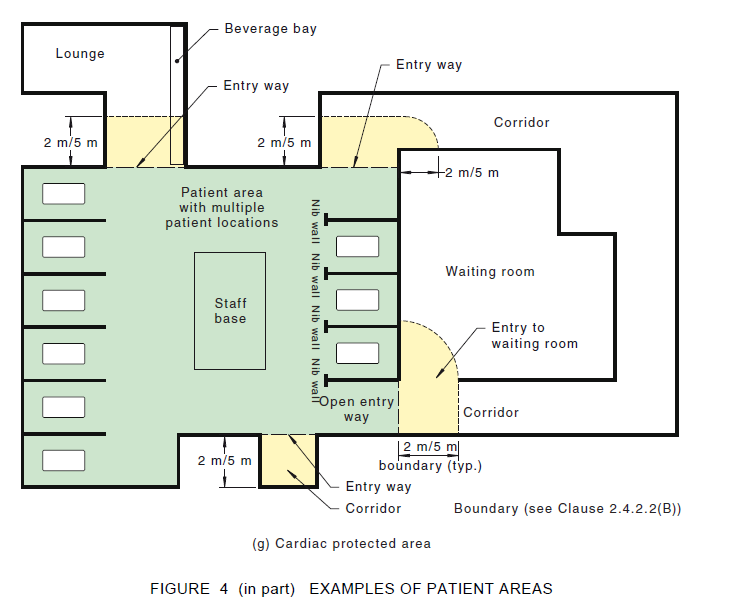 Beverage bay
Lounge
Entry way
Entry way
Corridor
2 m/5 m
2 m/5 m
2 m/5 m
Patient area
with multiple
patient locations
Nib wall
Nib wall
Nib wall
Nib wall
Waiting room
Staff
base
Entry to
waiting room
Open entry
way
Corridor
2 m/5 m
2 m/5 m
boundary (typ.)
Entry way
Corridor
Boundary (see Clause 2.4.2.2(B))
(g) Cardiac protected area
FIGURE 4 (in part) EXAMPLES OF PATIENT AREAS